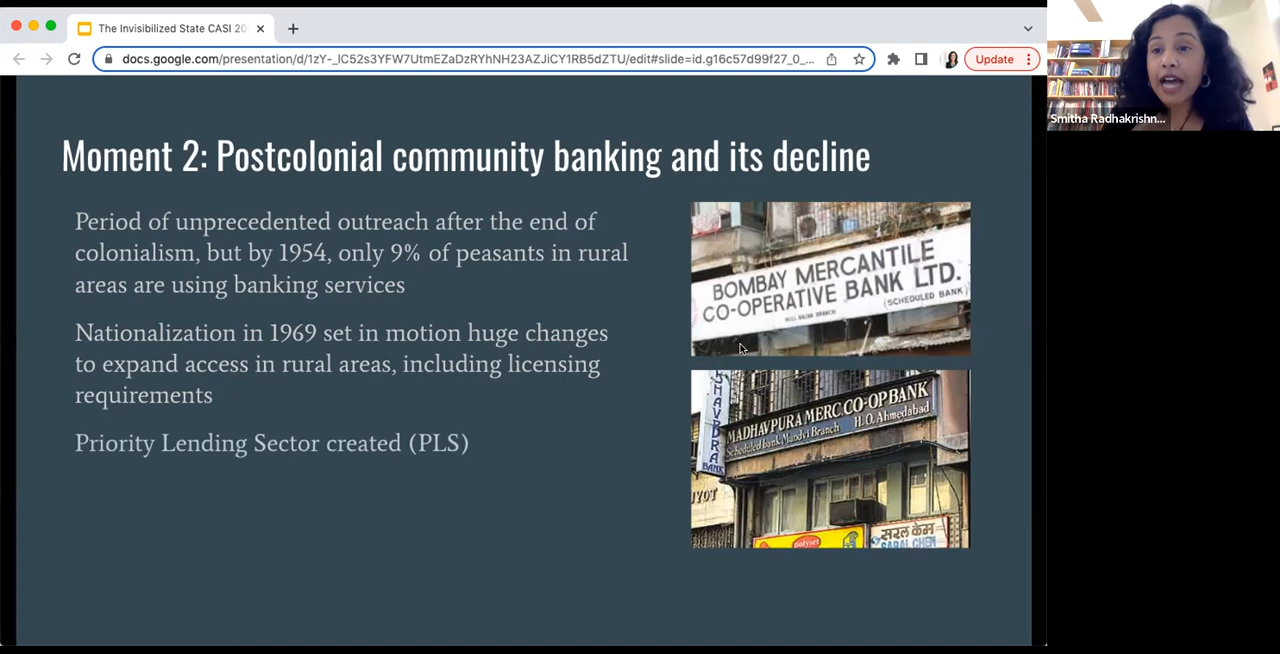 The Invisibilized State CASI 20
docs.google.com/presentation/d/1zY-_lC52s3YFW7UtmEZaDzRYhNH23AZJiCY1RB5dZTU/edit#slide=id.g16c57d99f27_0_...
Update
Smitha Radhakrishn...
Moment 2: Postcolonial community banking and its decline
Period of unprecedented outreach after the end of
colonialism, but by 1954, only 9% of peasants in rural
areas are using banking services
Nationalization in 1969 set in motion huge changes
to expand access in rural areas, including licensing
requirements
Priority Lending Sector created (PLS)
BOMBAY MERCANTILE
CO-OPERATIVE BANK LTD.
(SCHEDULED BANK)
MADHAVPURA MERC.CO-OP BANK
Scheduled bank Mandvi Branch H.O. Ahmedabad
BANK
polyset
सरल केम
SARAL CHEM